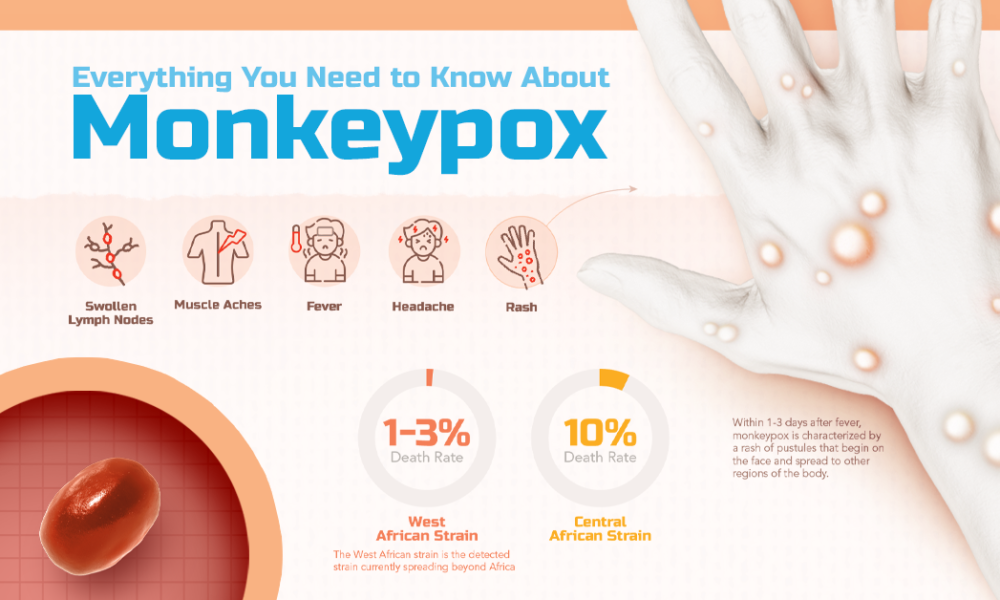 Everything You Need to Know About
Monkeypox
Swollen
Lymph Nodes
Muscle Aches
Fever
Headache
Rash
1-3%
Death Rate
West
African Strain
The West African strain is the detected
strain currently spreading beyond Africa
10%
Death Rate
Central
African Strain
Within 1-3 days after fever,
monkeypox is characterized by
a rash of pustules that begin on
the face and spread to other
regions of the body.